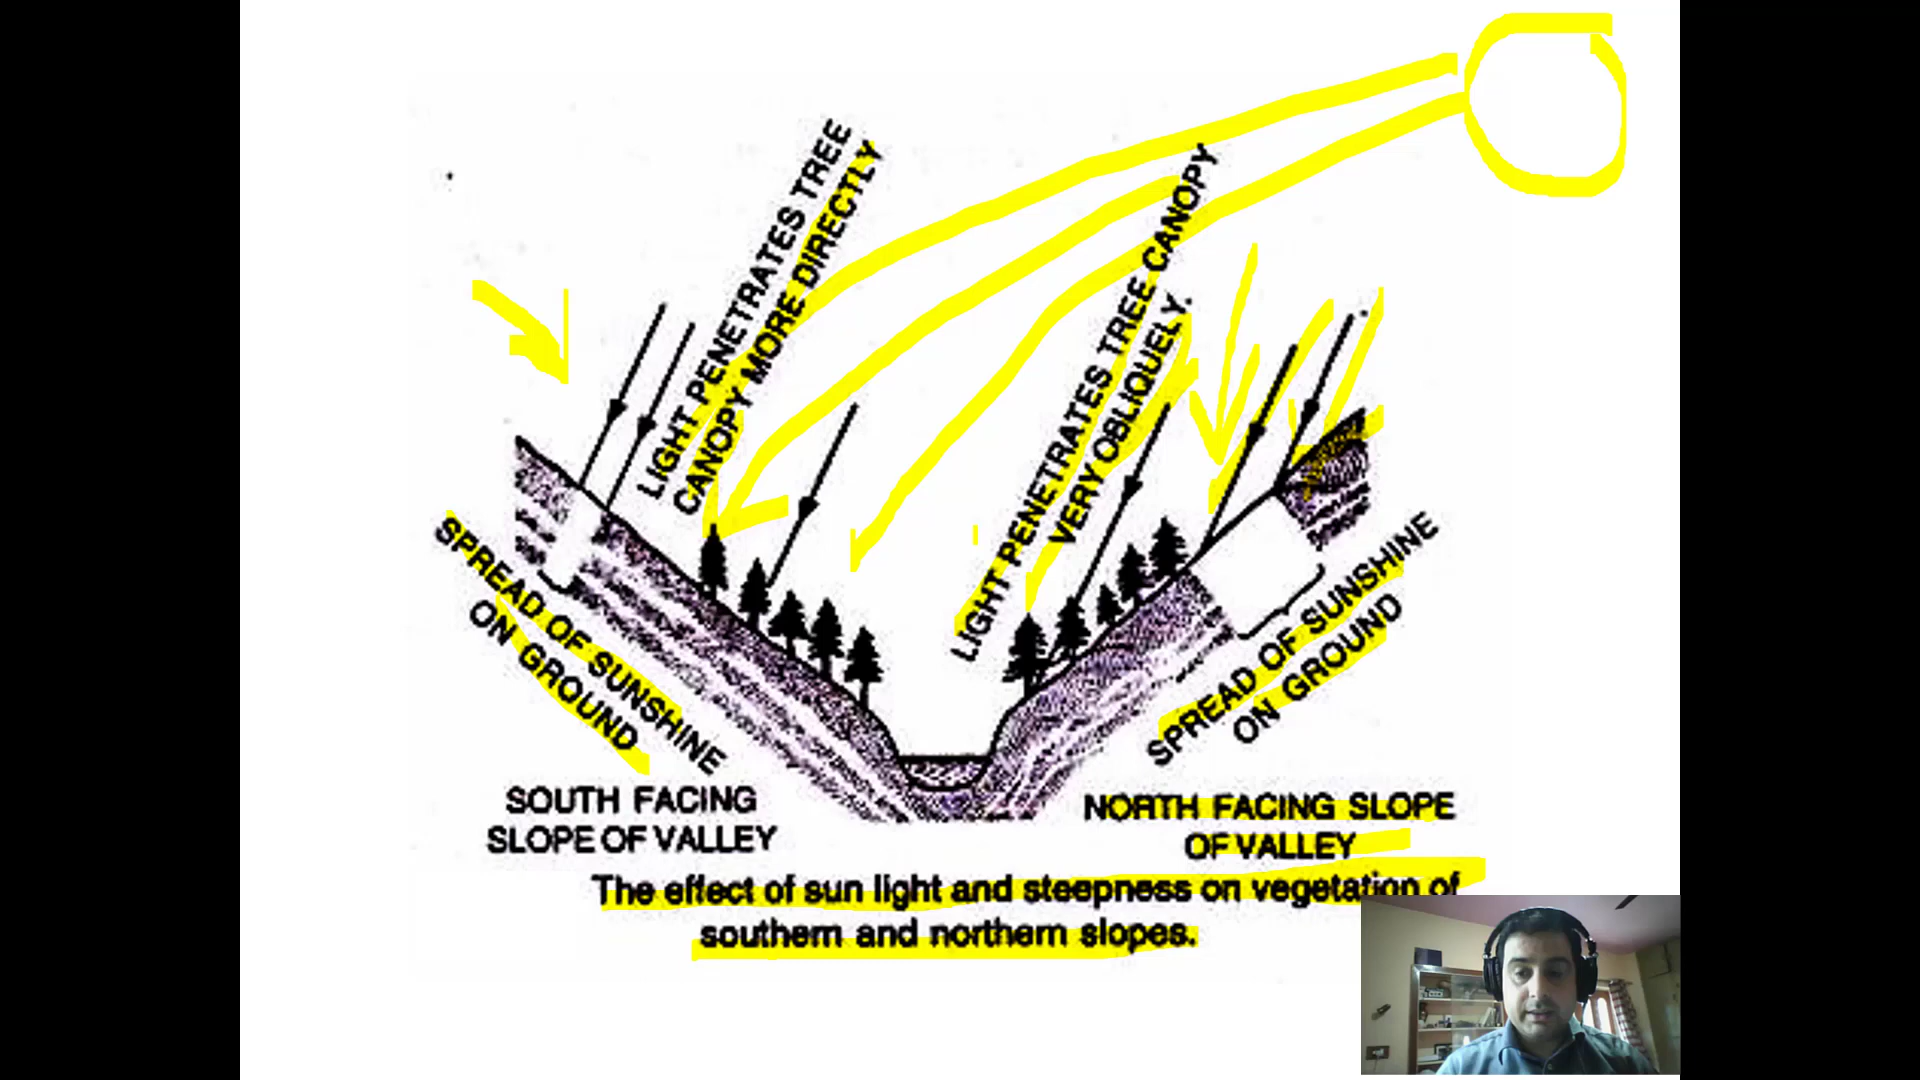 LIGHT PENETRATES TREE
CANOPY MORE DIRECTLY
LIGHT PENETRATES TREE CANOPY
VERY OBLIQUELY.
SPREAD OF SUNSHINE
ON GROUND
SPREAD OF SUNSHINE
ON GROUND
SOUTH FACING
SLOPE OF VALLEY
NORTH FACING SLOPE
OF VALLEY
The effect of sun light and steepness on vegetation of
southern and northern slopes.